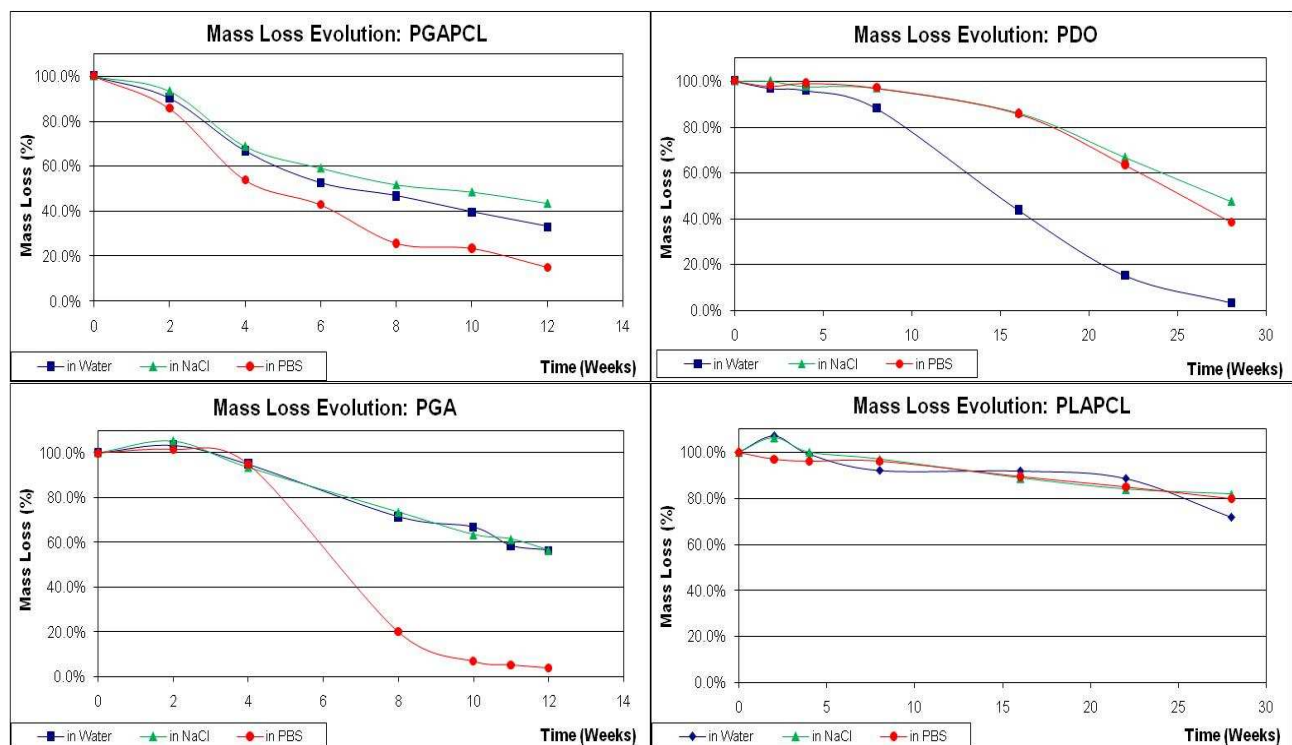 Mass Loss Evolution: PGAPCL
Mass Loss (%)
100.0%
80.0%
60.0%
40.0%
20.0%
0.0%
0 2 4 6 8 10 12 14
in Water in NaCl in PBS
Time (Weeks)
Mass Loss Evolution: PDO
Mass Loss (%)
100.0%
80.0%
60.0%
40.0%
20.0%
0.0%
0 5 10 15 20 25 30
in Water in NaCl in PBS
Time (Weeks)
Mass Loss Evolution: PGA
Mass Loss (%)
100.0%
80.0%
60.0%
40.0%
20.0%
0.0%
0 2 4 6 8 10 12 14
in Water in NaCl in PBS
Time (Weeks)
Mass Loss Evolution: PLAPCL
Mass Loss (%)
100.0%
80.0%
60.0%
40.0%
20.0%
0.0%
0 5 10 15 20 25 30
in Water in NaCl in PBS
Time (Weeks)